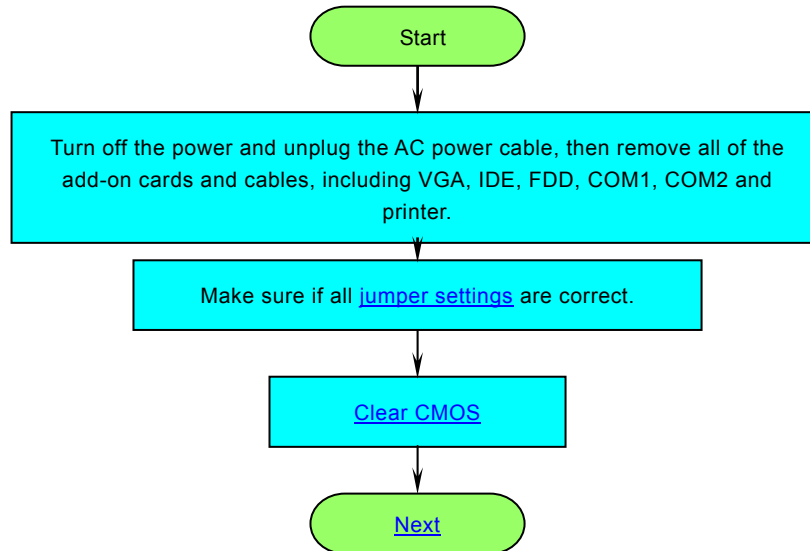 Start
Turn off the power and unplug the AC power cable, then remove all of the
add-on cards and cables, including VGA, IDE, FDD, COM1, COM2 and
printer.
Make sure if all jumper settings are correct.
Clear CMOS
Next